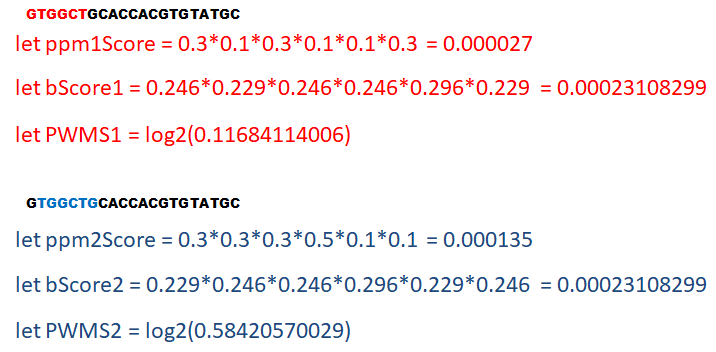 GTGGCTGCACCACGTGTATGC
let ppm1Score = 0.3*0.1*0.3*0.1*0.1*0.3 = 0.000027
let bScore1 = 0.246*0.229*0.246*0.246*0.296*0.229 = 0.00023108299
let PWMS1 = log2(0.11684114006)
GTGGCTGCACCACGTGTATGC
let ppm2Score = 0.3*0.3*0.3*0.5*0.1*0.1 = 0.000135
let bScore2 = 0.229*0.246*0.246*0.296*0.229*0.246 = 0.00023108299
let PWMS2 = log2(0.58420570029)